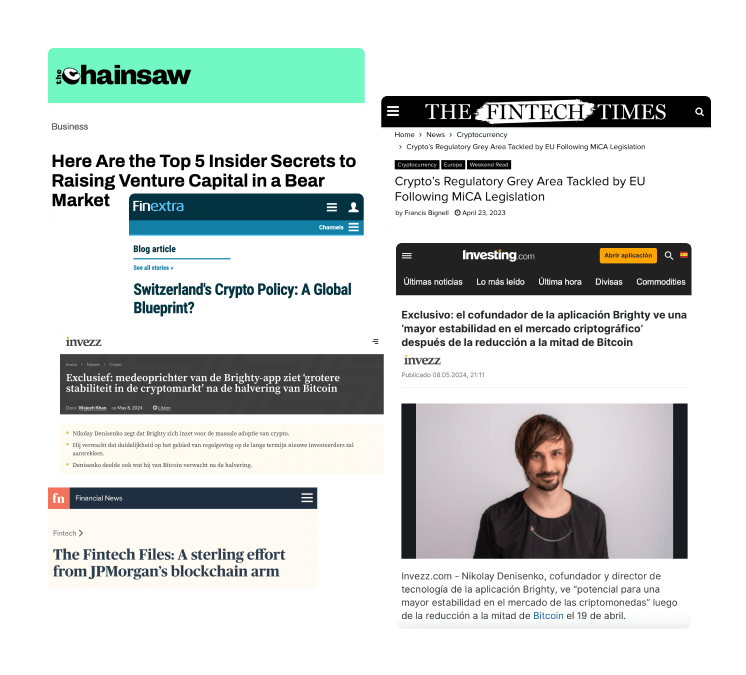 the chainsaw
Business
Here Are the Top 5 Insider Secrets to
Raising Venture Capital in a Bear
Market
Finextra
Channels
Blog article
See all stories »
Switzerland's Crypto Policy: A Global
Blueprint?
invezz
Invezz > Nieuws > Crypto
Exclusief: medeoprichter van de Brighty-app ziet ‘grotere
stabiliteit in de cryptomarkt’ na de halvering van Bitcoin
Door: Wajeeh Khan op May 8, 2024 Listen
• Nikolay Denisenko zegt dat Brighty zich inzet voor de massale adoptie van crypto.
• Hij verwacht dat duidelijkheid op het gebied van regelgeving op de lange termijn nieuwe investeerders zal
aantrekken.
• Denisenko deelde ook wat hij van Bitcoin verwacht na de halvering.
fn Financial News
Fintech >
The Fintech Files: A sterling effort
from JPMorgan’s blockchain arm
THE FINTECH TIMES
Home > News > Cryptocurrency
> Crypto’s Regulatory Grey Area Tackled by EU Following MiCA Legislation
Cryptocurrency Europe Weekend Read
Crypto’s Regulatory Grey Area Tackled by EU
Following MiCA Legislation
by Francis Bignell April 23, 2023
Investing.com Abrir aplicación
Últimas noticias Lo más leído Última hora Divisas Commodities
Exclusivo: el cofundador de la aplicación Brighty ve una
‘mayor estabilidad en el mercado criptográfico’
después de la reducción a la mitad de Bitcoin
invezz
Publicado 08.05.2024, 21:11
Invezz.com - Nikolay Denisenko, cofundador y director de
tecnología de la aplicación Brighty, ve “potencial para una
mayor estabilidad en el mercado de las criptomonedas” luego
de la reducción a la mitad de Bitcoin el 19 de abril.